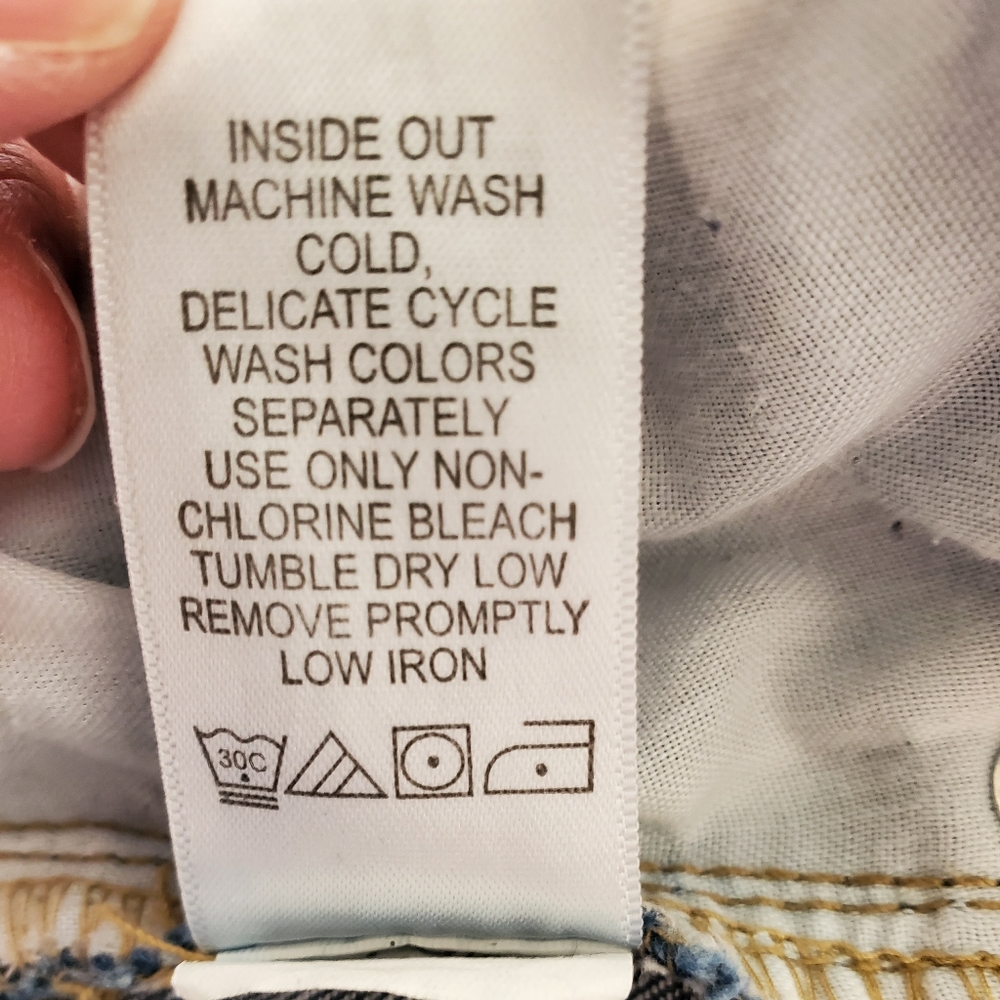 INSIDE OUT
MACHINE WASH
COLD,
DELICATE CYCLE
WASH COLORS
SEPARATELY
USE ONLY NON-
CHLORINE BLEACH
TUMBLE DRY LOW
REMOVE PROMPTLY
LOW IRON
30C